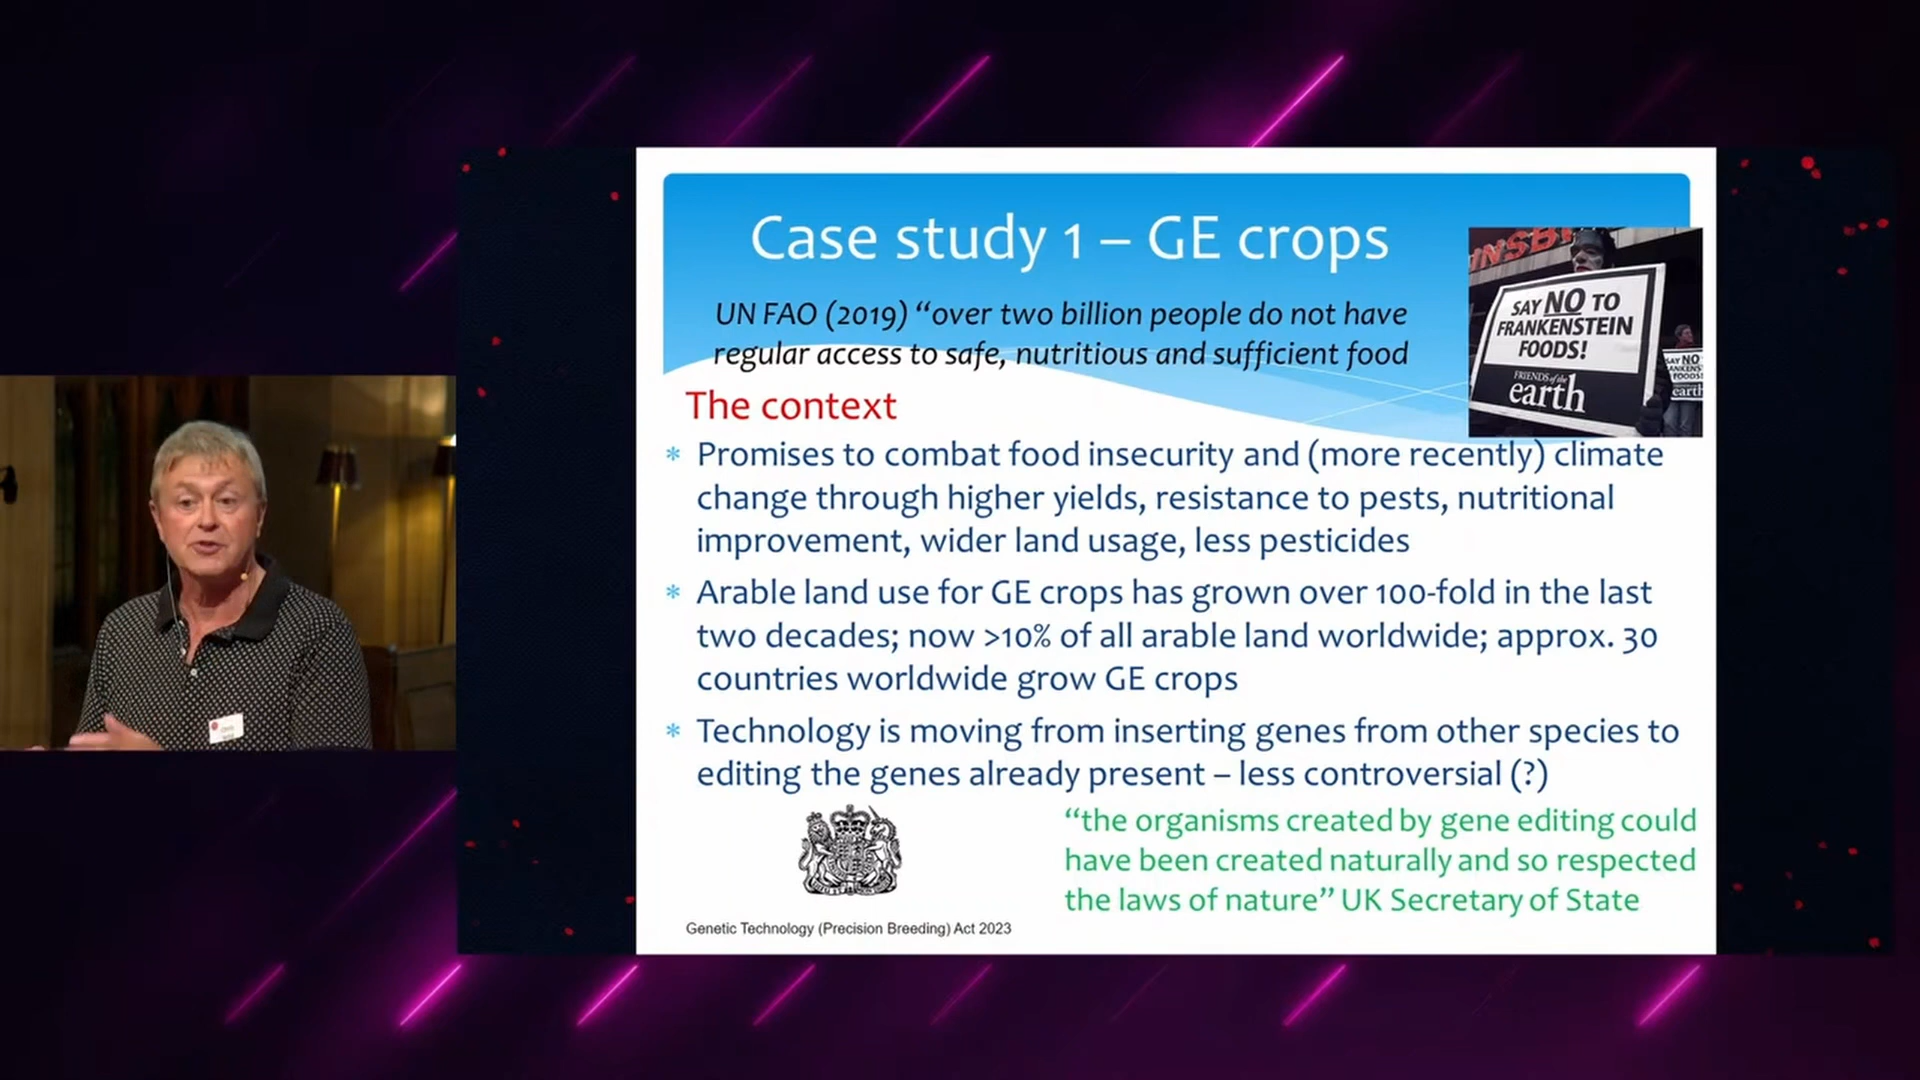 Case study 1 – GE crops
UN FAO (2019) “over two billion people do not have
regular access to safe, nutritious and sufficient food
INSB
SAY NO TO
FRANKENSTEIN
FOODS!
FRIENDS of the
earth
SAY NO
FOODS!
earth
The context
* Promises to combat food insecurity and (more recently) climate
change through higher yields, resistance to pests, nutritional
improvement, wider land usage, less pesticides
* Arable land use for GE crops has grown over 100-fold in the last
two decades; now >10% of all arable land worldwide; approx. 30
countries worldwide grow GE crops
* Technology is moving from inserting genes from other species to
editing the genes already present – less controversial (?)
“the organisms created by gene editing could
have been created naturally and so respected
the laws of nature” UK Secretary of State
Genetic Technology (Precision Breeding) Act 2023